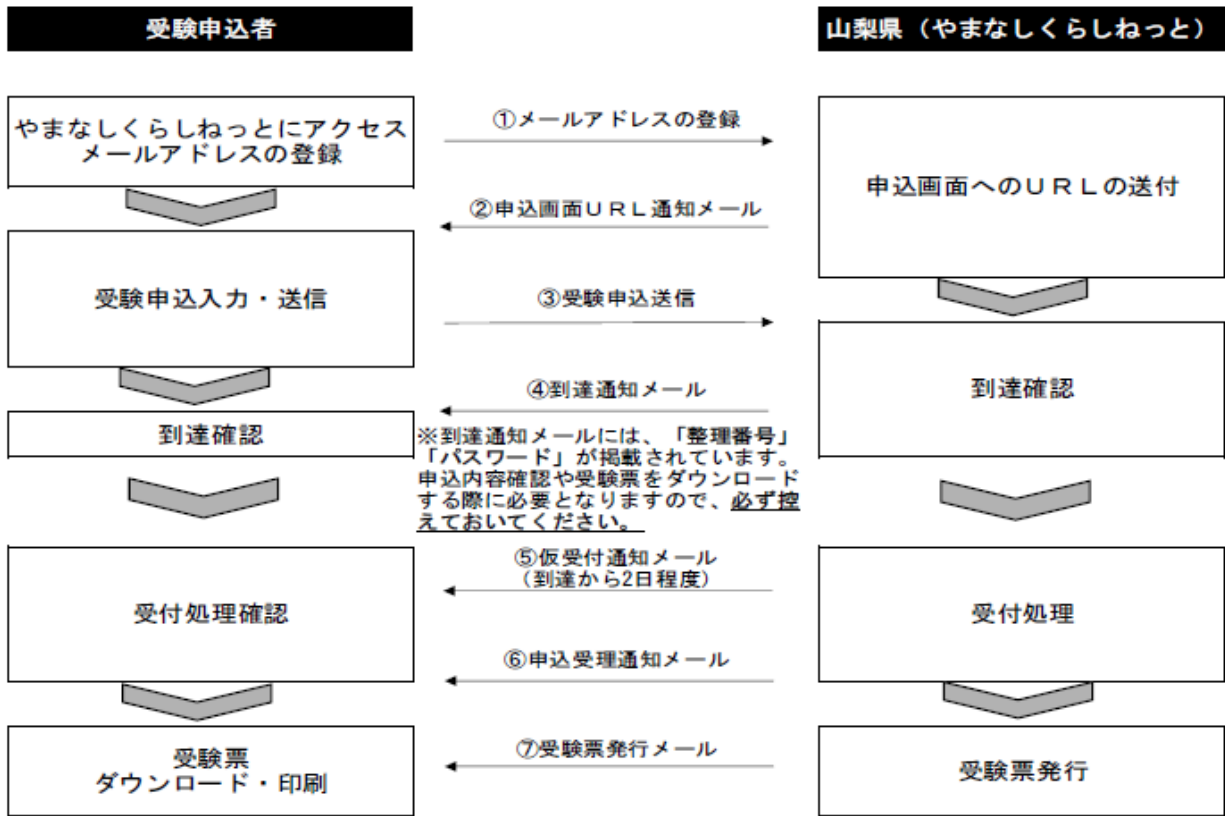 受験申込者
山梨県（やまなしくらしねっと）
やまなしくらしねっとにアクセス
メールアドレスの登録
①メールアドレスの登録
申込画面へのＵＲＬの送付
②申込画面ＵＲＬ通知メール
受験申込入力・送信
③受験申込送信
到達確認
④到達通知メール
到達確認
※到達通知メールには、「整理番号」
「パスワード」が掲載されています。
申込内容確認や受験票をダウンロード
する際に必要となりますので、必ず控
えておいてください。
⑤仮受付通知メール
（到達から2日程度）
受付処理確認
受付処理
⑥申込受理通知メール
受験票
ダウンロード・印刷
⑦受験票発行メール
受験票発行